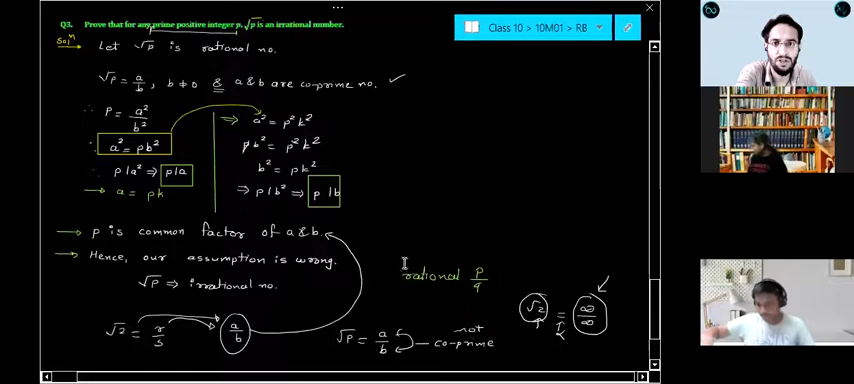 Q3. Prove that for any prime positive integer p, √p is an irrational number.
Class 10 > 10M01 > RB
Solⁿ Let √p is rational no.
√p = a/b, b≠0 & a&b are co-prime no. ✓
∴ p = a²/b²
∴ a² = pb²
∴ p|a² ⇒ p|a
→ a = pk
⇒ a² = p²k²
pb² = p²k²
b² = pk²
⇒ p|b² ⇒ p|b
→ p is common factor of a&b.
→ Hence, our assumption is wrong.
√p ⇒ irrational no.
rational p/q
√2 = r/s a/b
√p = a/b not co-prime
√2 = ∞/∞